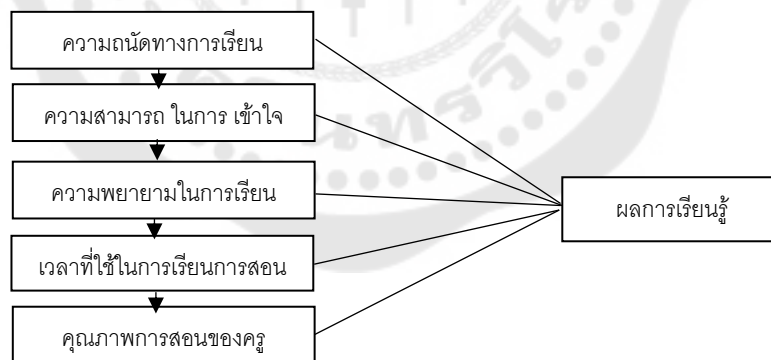 ความถนัดทางการเรียน
ความสามารถ ในการ เข้าใจ
ความพยายามในการเรียน
ผลการเรียนรู้
เวลาที่ใช้ในการเรียนการสอน
คุณภาพการสอนของครู